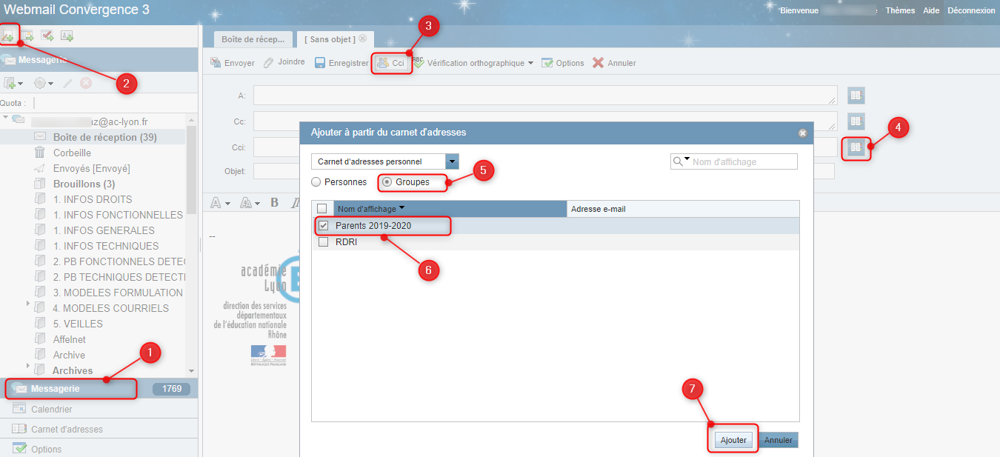 Webmail Convergence 3
Bienvenue
Thèmes
Aide
Déconnexion
3
Boîte de récep...
[ Sans objet ]
Messagerie
2
Envoyer
Joindre
Enregistrer
Cci
ABC
Vérification orthographique
Options
Annuler
Quota :
A:
Cc:
Cci:
Objet:
4
z@ac-lyon.fr
Boîte de réception (39)
Corbeille
Envoyés [Envoyé]
Brouillons (3)
1. INFOS DROITS
1. INFOS FONCTIONNELLES
1. INFOS GENERALES
1. INFOS TECHNIQUES
2. PB FONCTIONNELS DETE
2. PB TECHNIQUES DETECT
3. MODELES FORMULATION
4. MODELES COURRIELS
5. VEILLES
Affelnet
Archive
Archives
1
Messagerie
1769
Calendrier
Carnet d'adresses
Options
A
A
B
I
--
académie
Lyon
direction des services
départementaux
de l'éducation nationale
Rhône
RÉPUBLIQUE FRANÇAISE
Ajouter à partir du carnet d'adresses
Carnet d'adresses personnel
Nom d'affichage
5
Personnes
Groupes
Nom d'affichage
Adresse e-mail
Parents 2019-2020
RDRI
6
7
Ajouter
Annuler